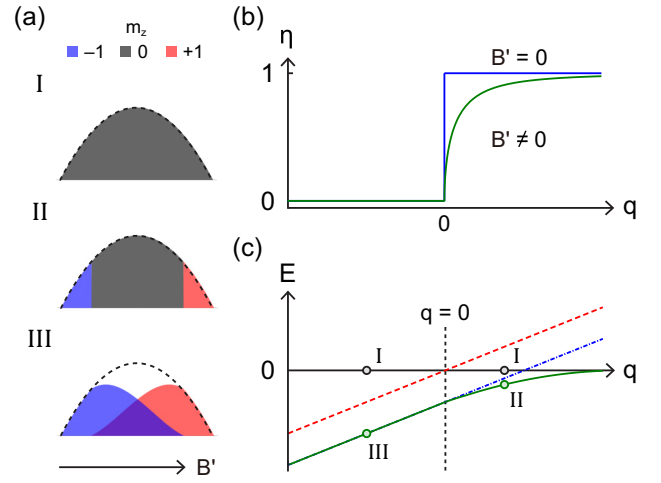 (a)
m_z
–1 0 +1
I
II
III
B'
(b)
η
1
0
0
q
B' = 0
B' ≠ 0
(c)
E
q = 0
0
I
I
q
II
III